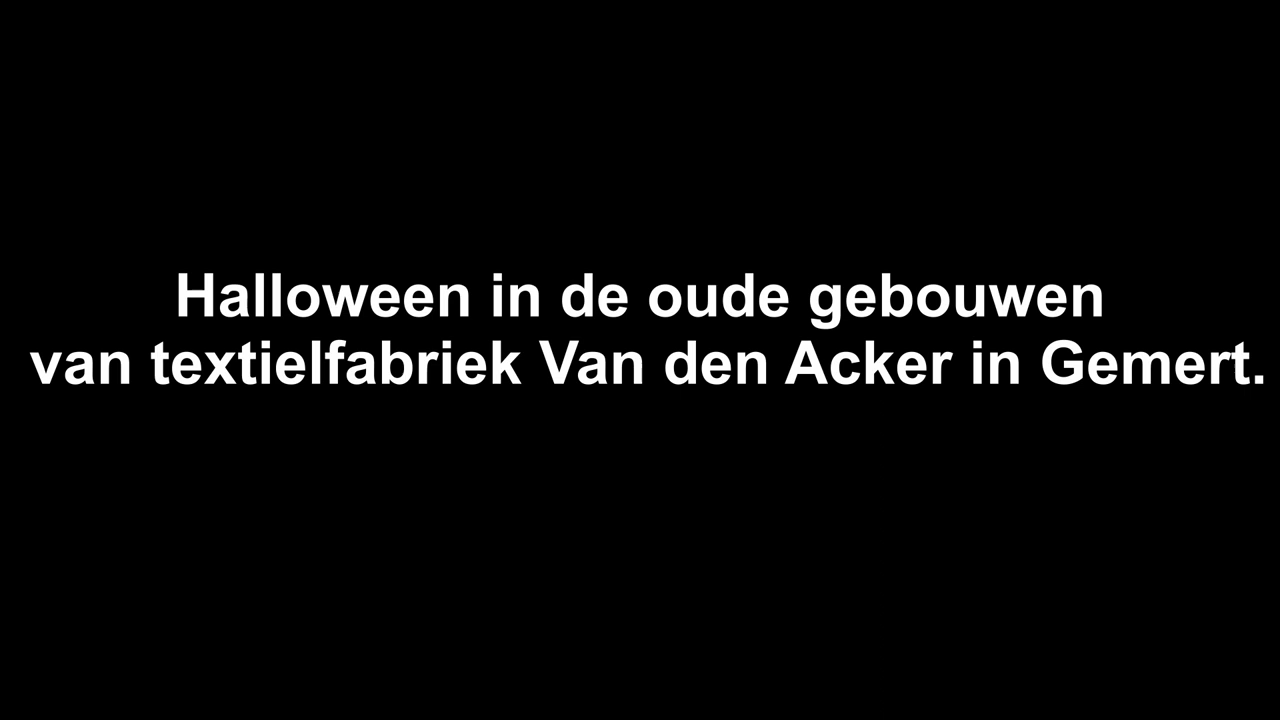 Halloween in de oude gebouwen
van textielfabriek Van den Acker in Gemert.